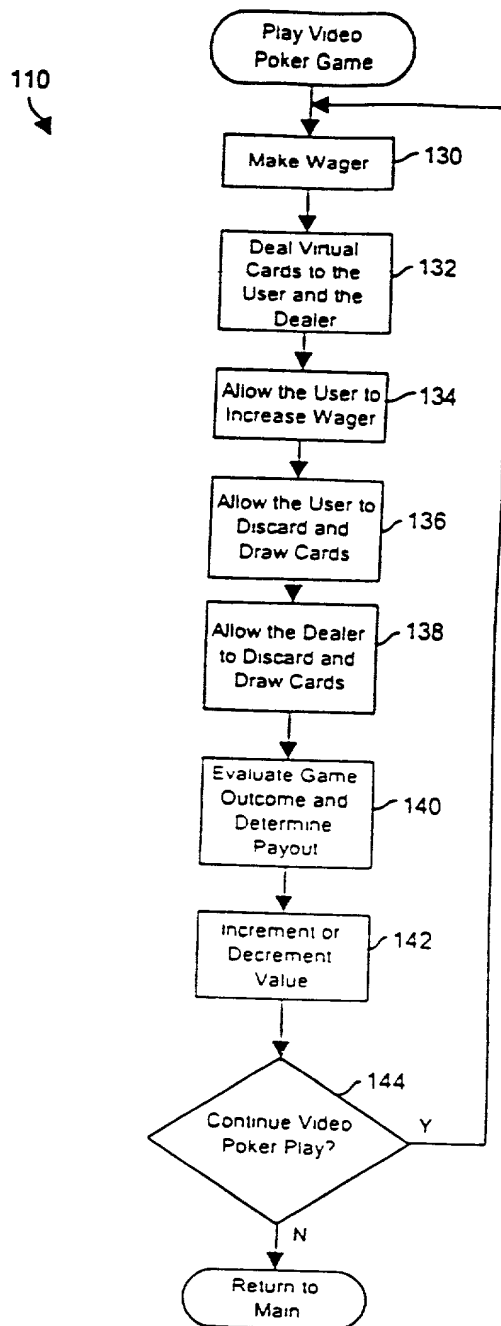 Play Video
Poker Game
110
Make Wager
130
Deal Virtual
Cards to the
User and the
Dealer
132
Allow the User to
Increase Wager
134
Allow the User to
Discard and
Draw Cards
136
Allow the Dealer
to Discard and
Draw Cards
138
Evaluate Game
Outcome and
Determine
Payout
140
Increment or
Decrement
Value
142
144
Continue Video
Poker Play?
Y
N
Return to
Main